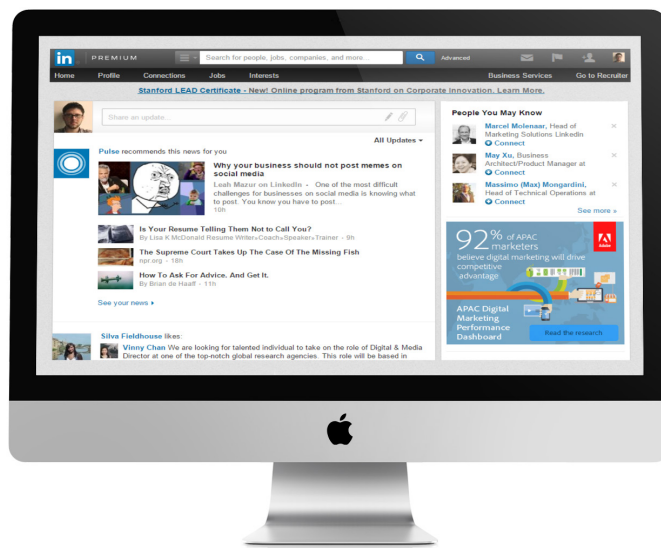 in PREMIUM Search for people, jobs, companies, and more... Advanced
Home Profile Connections Jobs Interests Business Services Go to Recruiter
Stanford LEAD Certificate - New! Online program from Stanford on Corporate Innovation. Learn More.
Share an update...
All Updates
Pulse recommends this news for you
Why your business should not post memes on
social media
Leah Mazur on LinkedIn - One of the most difficult
challenges for businesses on social media is knowing what
to post. You know you have to post...
10h
Is Your Resume Telling Them Not to Call You?
By Lisa K McDonald Resume Writer+Coach+Speaker+Trainer - 9h
The Supreme Court Takes Up The Case Of The Missing Fish
npr.org - 18h
How To Ask For Advice. And Get It.
By Brian de Haaff - 11h
See your news
Silva Fieldhouse likes:
Vinny Chan We are looking for talented individual to take on the role of Digital & Media
Director at one of the top-notch global research agencies. This role will be based in
People You May Know
Marcel Molenaar, Head of
Marketing Solutions LinkedIn
Connect
May Xu, Business
Architect/Product Manager at
Connect
Massimo (Max) Mongardini,
Head of Technical Operations at
Connect
See more »
92% of APAC
marketers
believe digital marketing will drive
competitive
advantage
Adobe
APAC Digital
Marketing
Performance
Dashboard
Read the research